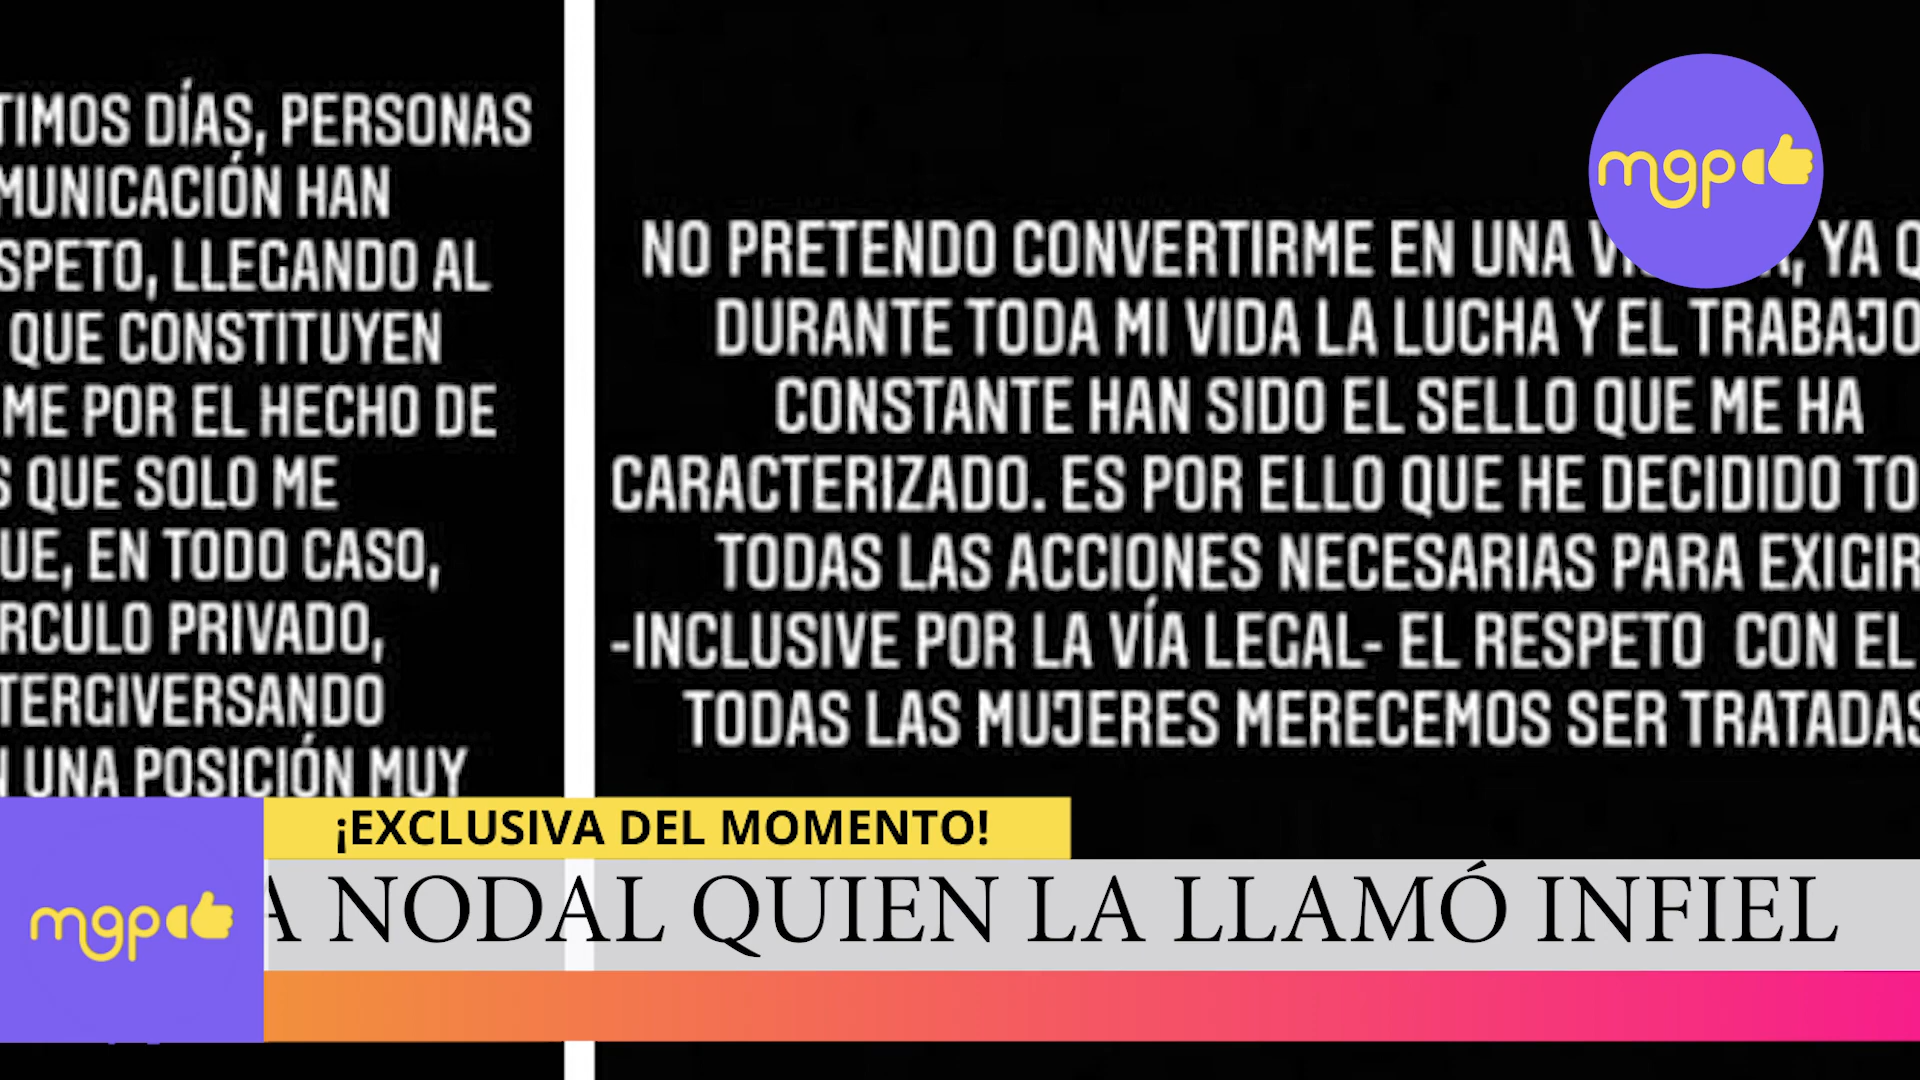 TIMOS DÍAS, PERSONAS
MUNICACIÓN HAN
SPETO, LLEGANDO AL
QUE CONSTITUYEN
ME POR EL HECHO DE
S QUE SOLO ME
UE, EN TODO CASO,
RCULO PRIVADO,
TERGIVERSANDO
N UNA POSICIÓN MUY
NO PRETENDO CONVERTIRME EN UNA YA Q
DURANTE TODA MI VIDA LA LUCHA Y EL TRABAJO
CONSTANTE HAN SIDO EL SELLO QUE ME HA
CARACTERIZADO. ES POR ELLO QUE HE DECIDIDO TO
TODAS LAS ACCIONES NECESARIAS PARA EXIGIR
-INCLUSIVE POR LA VÍA LEGAL- EL RESPETO CON EL
TODAS LAS MUJERES MERECEMOS SER TRATADAS
mgp
¡EXCLUSIVA DEL MOMENTO!
A NODAL QUIEN LA LLAMÓ INFIEL
mgp